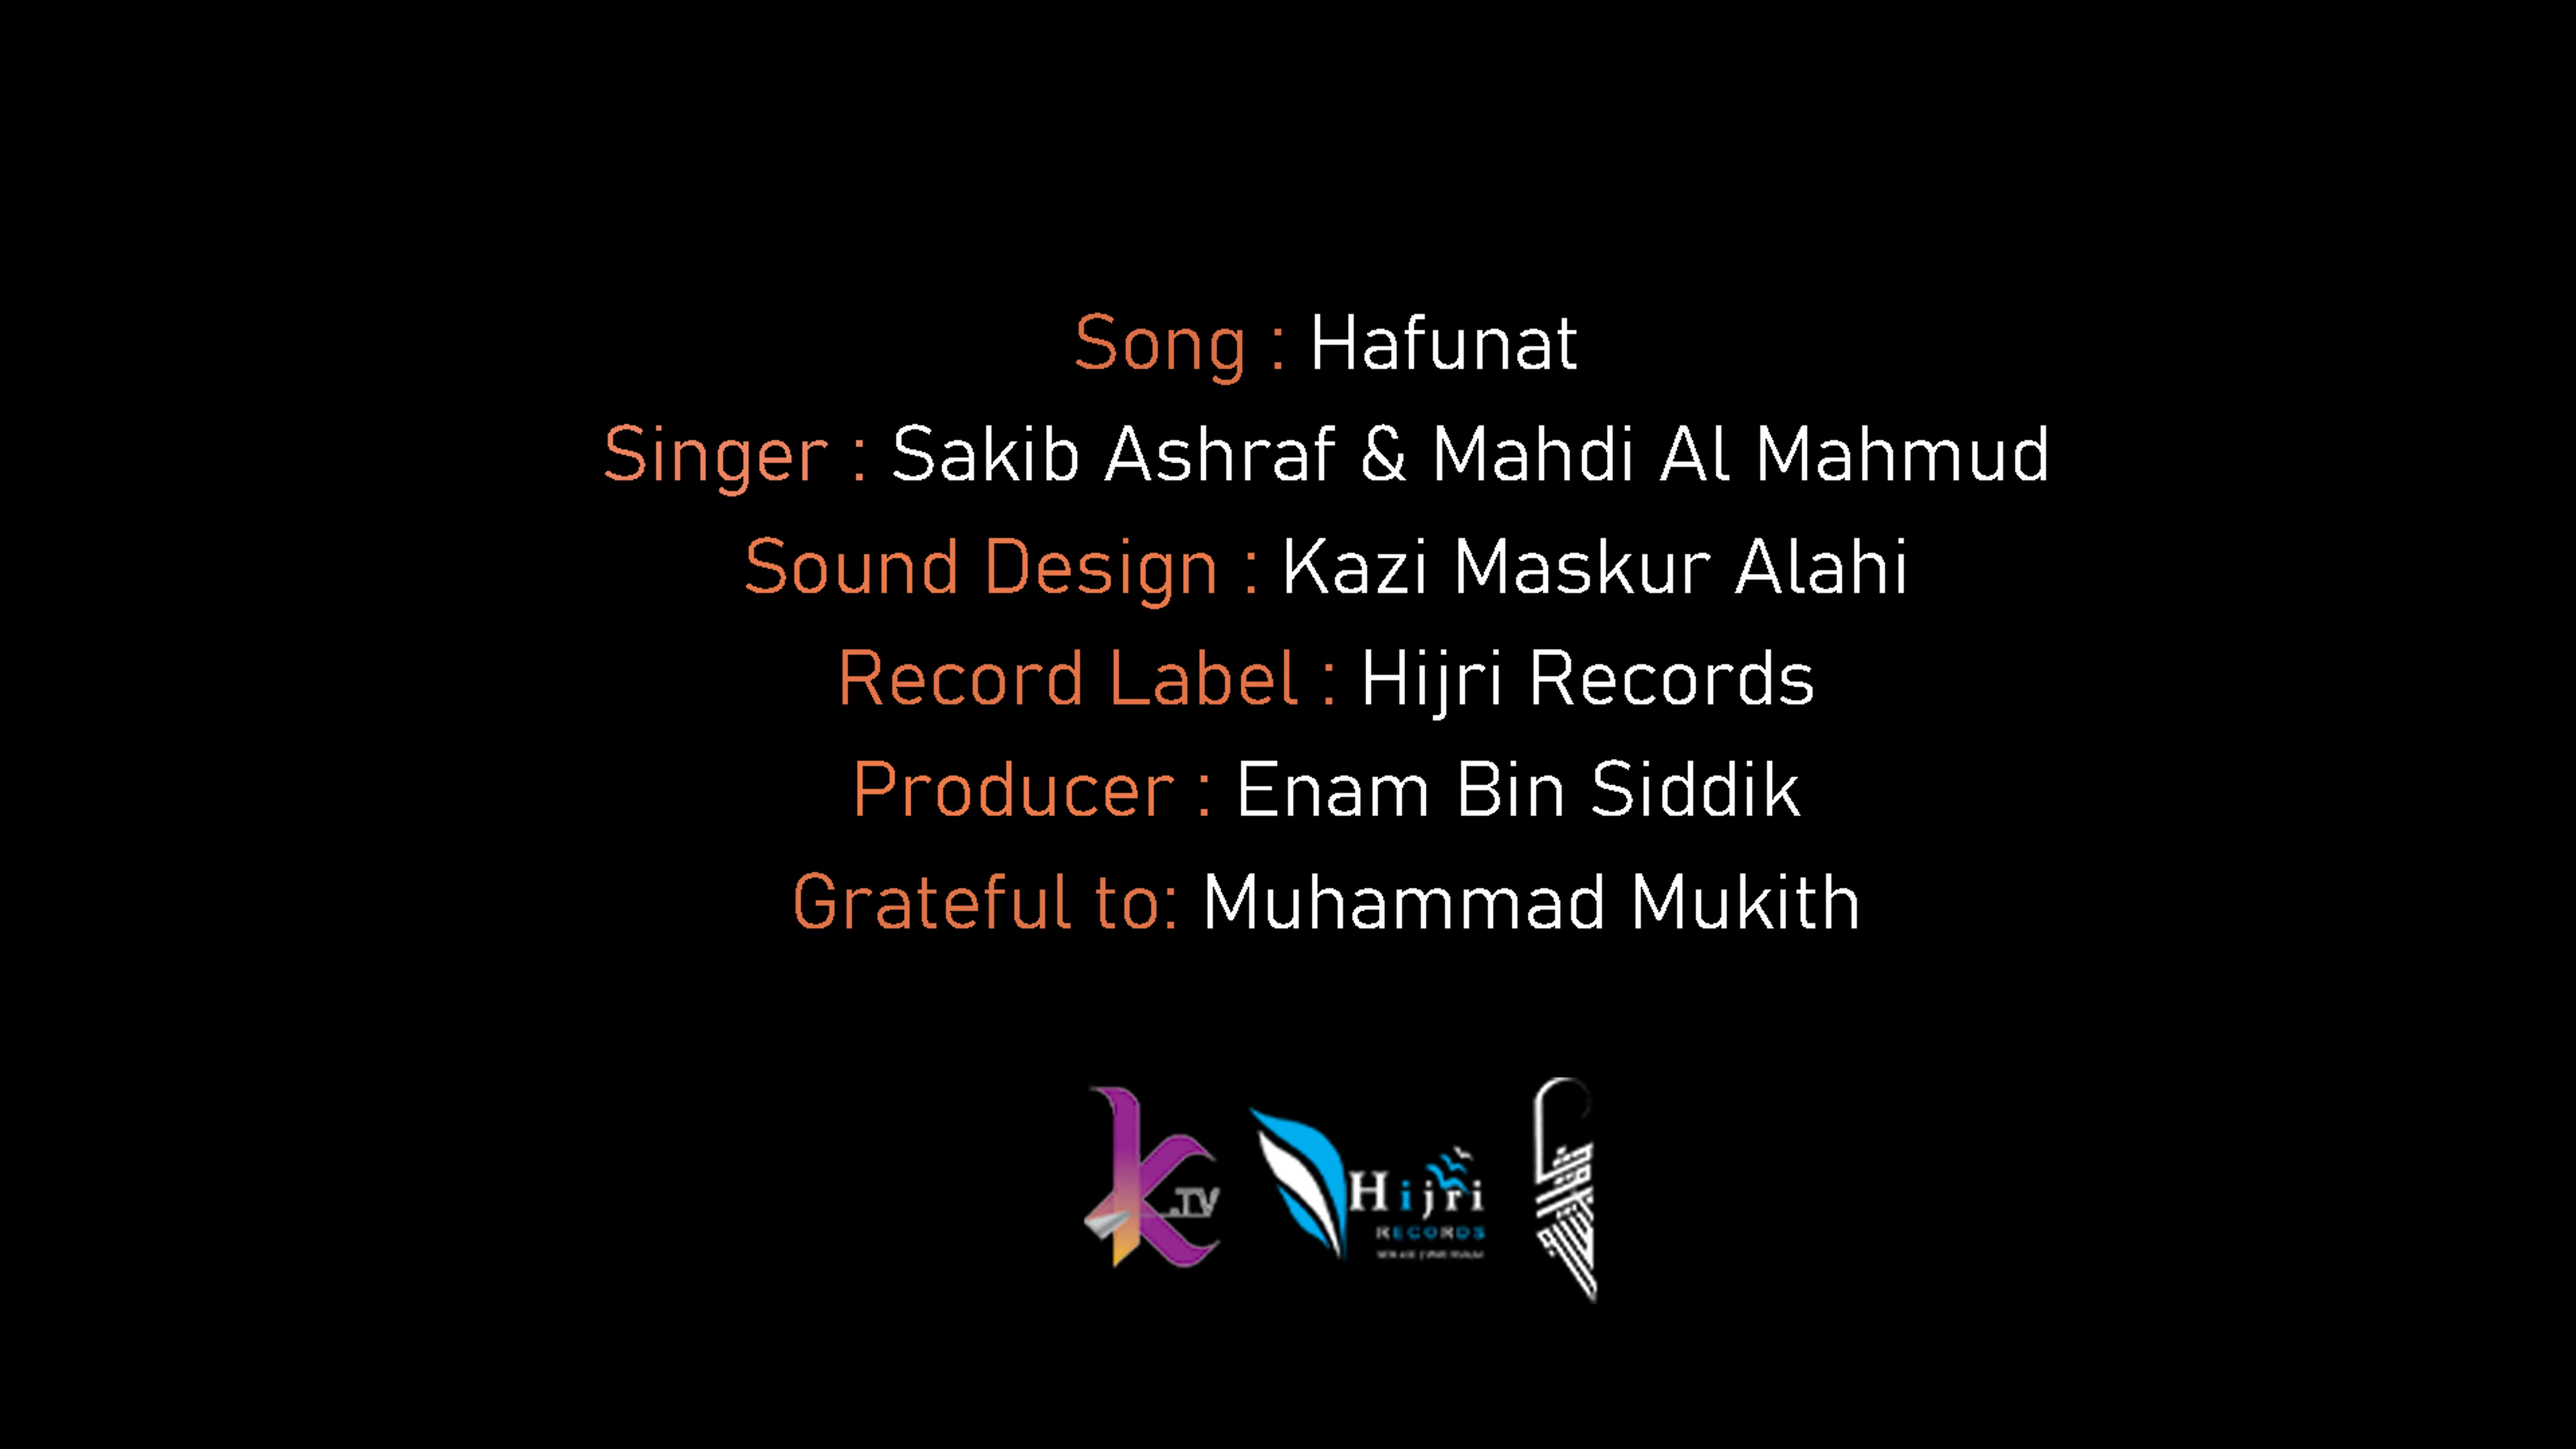 Song : Hafunat
Singer : Sakib Ashraf & Mahdi Al Mahmud
Sound Design : Kazi Maskur Alahi
Record Label : Hijri Records
Producer : Enam Bin Siddik
Grateful to: Muhammad Mukith
k.TV
Hijri
RECORDS